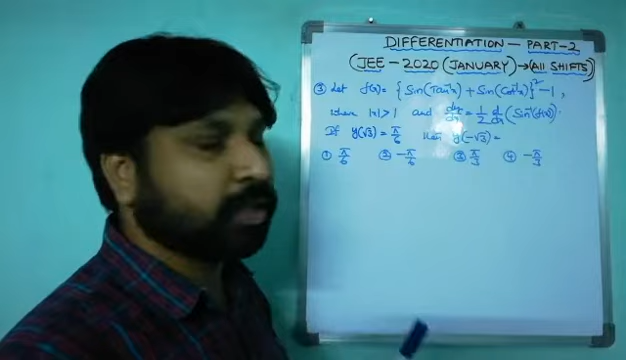 DIFFERENTIATION — PART-2
(JEE - 2020 (JANUARY) → (All SHIFTS)
③ Let f(x) = {Sin(Tan⁻¹x) + Sin(Cot⁻¹x)}² - 1,
where |x| > 1 and dy/dx = 1/2 d/dx (Sin⁻¹(f(x))).
If y(√3) = π/6 then y(-√3) =
① π/6 ② -π/6 ③ π/3 ④ -π/3